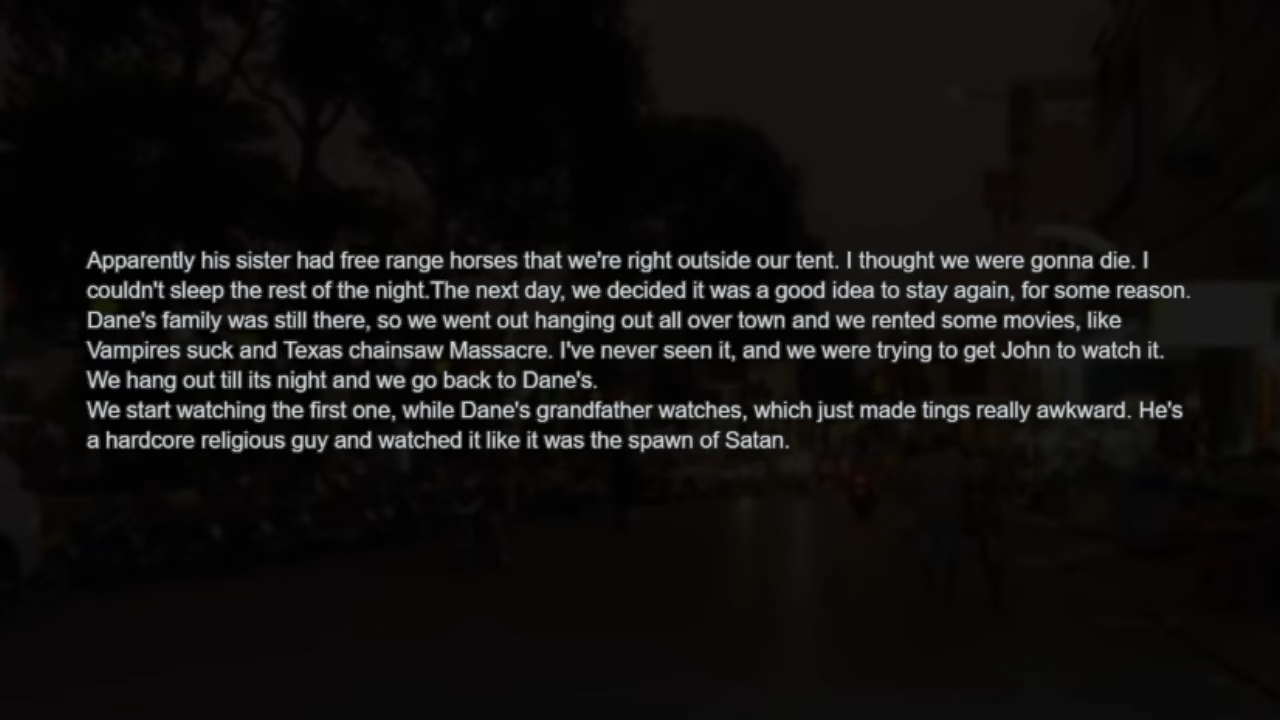 Apparently his sister had free range horses that we're right outside our tent. I thought we were gonna die. I
couldn't sleep the rest of the night.The next day, we decided it was a good idea to stay again, for some reason.
Dane's family was still there, so we went out hanging out all over town and we rented some movies, like
Vampires suck and Texas chainsaw Massacre. I've never seen it, and we were trying to get John to watch it.
We hang out till its night and we go back to Dane's.
We start watching the first one, while Dane's grandfather watches, which just made tings really awkward. He's
a hardcore religious guy and watched it like it was the spawn of Satan.